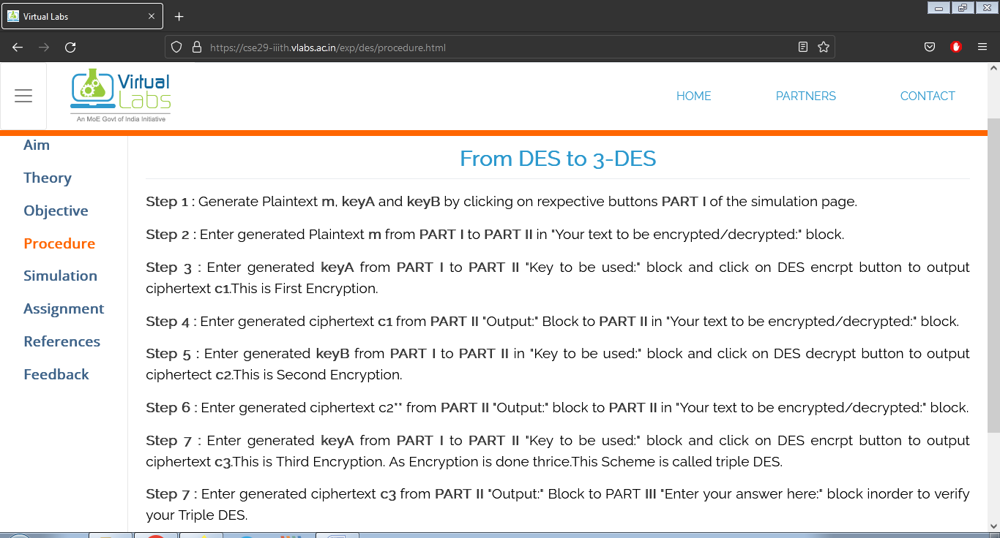 Virtual Labs
https://cse29-iiith.vlabs.ac.in/exp/des/procedure.html
Virtual
Labs
An MoE Govt of India Initiative
HOME
PARTNERS
CONTACT
Aim
Theory
Objective
Procedure
Simulation
Assignment
References
Feedback
From DES to 3-DES
Step 1 : Generate Plaintext m, keyA and keyB by clicking on rexpective buttons PART I of the simulation page.
Step 2 : Enter generated Plaintext m from PART I to PART II in "Your text to be encrypted/decrypted:" block.
Step 3 : Enter generated keyA from PART I to PART II "Key to be used:" block and click on DES encrpt button to output
ciphertext c1.This is First Encryption.
Step 4 : Enter generated ciphertext c1 from PART II "Output:" Block to PART II in "Your text to be encrypted/decrypted:" block.
Step 5 : Enter generated keyB from PART I to PART II in "Key to be used:" block and click on DES decrypt button to output
ciphertect c2.This is Second Encryption.
Step 6 : Enter generated ciphertext c2** from PART II "Output:" block to PART II in "Your text to be encrypted/decrypted:" block.
Step 7 : Enter generated keyA from PART I to PART II "Key to be used:" block and click on DES encrpt button to output
ciphertext c3.This is Third Encryption. As Encryption is done thrice.This Scheme is called triple DES.
Step 7 : Enter generated ciphertext c3 from PART II "Output:" Block to PART III "Enter your answer here:" block inorder to verify
your Triple DES.